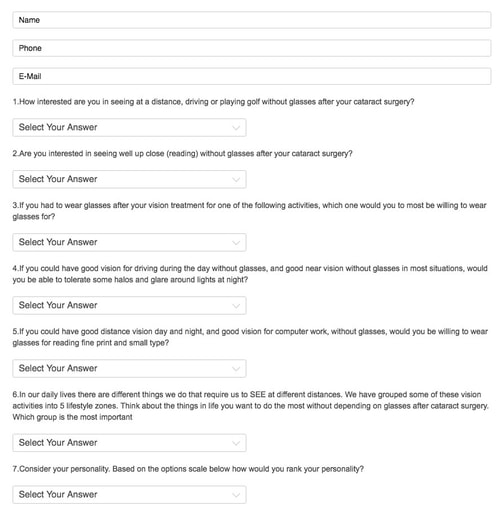 Name
Phone
E-Mail
1.How interested are you in seeing at a distance, driving or playing golf without glasses after your cataract surgery?
Select Your Answer
2.Are you interested in seeing well up close (reading) without glasses after your cataract surgery?
Select Your Answer
3.If you had to wear glasses after your vision treatment for one of the following activities, which one would you to most be willing to wear
glasses for?
Select Your Answer
4.If you could have good vision for driving during the day without glasses, and good near vision without glasses in most situations, would
you be able to tolerate some halos and glare around lights at night?
Select Your Answer
5.If you could have good distance vision day and night, and good vision for computer work, without glasses, would you be willing to wear
glasses for reading fine print and small type?
Select Your Answer
6.In our daily lives there are different things we do that require us to SEE at different distances. We have grouped some of these vision
activities into 5 lifestyle zones. Think about the things in life you want to do the most without depending on glasses after cataract surgery.
Which group is the most important
Select Your Answer
7.Consider your personality. Based on the options scale below how would you rank your personality?
Select Your Answer